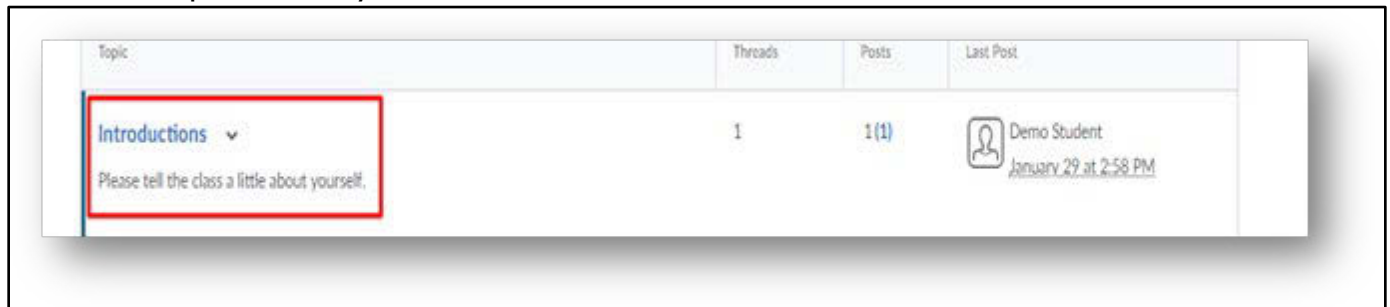 Topic Threads Posts Last Post
Introductions 1 1 (1) Demo Student
Please tell the class a little about yourself. January 29 at 2:58 PM